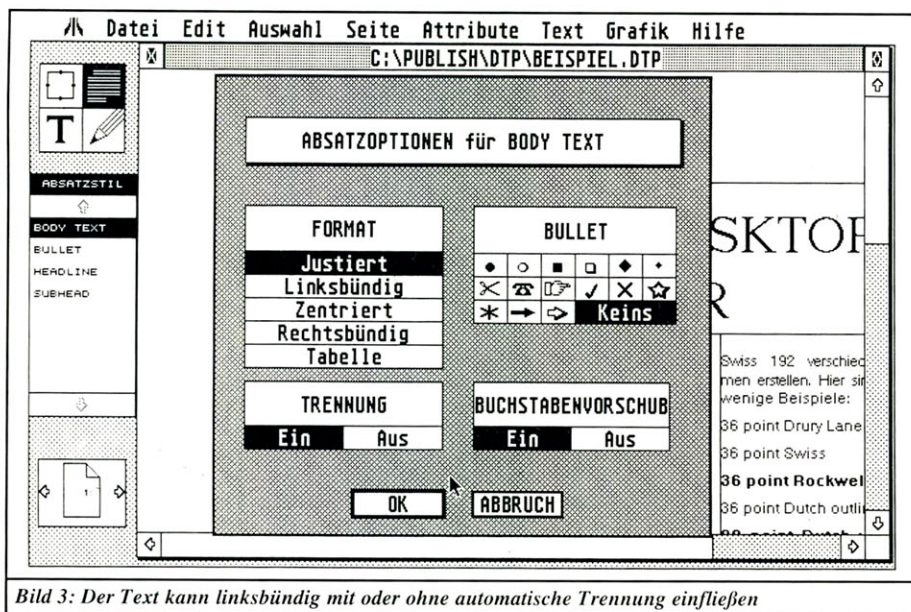 Datei Edit Auswahl Seite Attribute Text Grafik Hilfe
C:\PUBLISH\DTP\BEISPIEL.DTP
T
ABSATZSTIL
BODY TEXT
BULLET
HEADLINE
SUBHEAD
1
ABSATZOPTIONEN für BODY TEXT
FORMAT
Justiert
Linksbündig
Zentriert
Rechtsbündig
Tabelle
BULLET
Keins
TRENNUNG
Ein Aus
BUCHSTABENVORSCHUB
Ein Aus
OK ABBRUCH
SKTOP
R
Swiss 192 verschied
men erstellen. Hier sin
wenige Beispiele:
36 point Drury Lane
36 point Swiss
36 point Rockwel
36 point Dutch outli
Bild 3: Der Text kann linksbündig mit oder ohne automatische Trennung einfließen